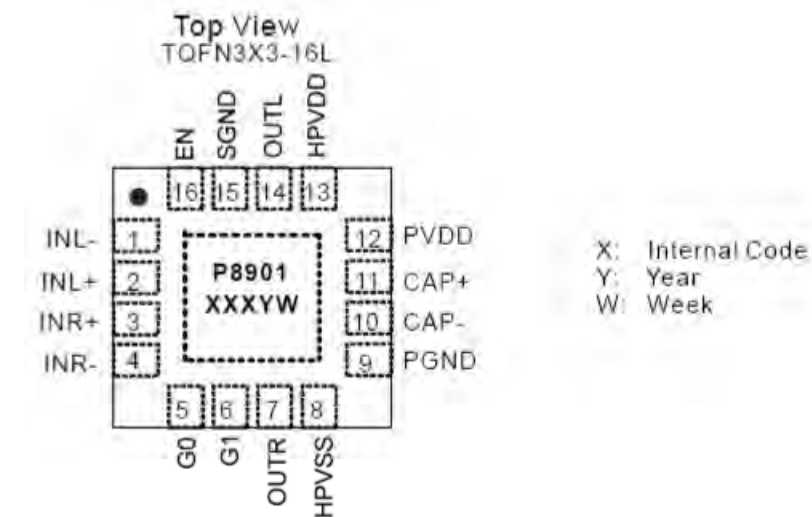 Top View
TQFN3X3-16L
EN SGND OUTL HPVDD
16 15 14 13
INL- 1 12 PVDD
INL+ 2 11 CAP+
INR+ 3 10 CAP-
INR- 4 9 PGND
P8901
XXXYW
5 6 7 8
G0 G1 OUTR HPVSS
X: Internal Code
Y: Year
W: Week